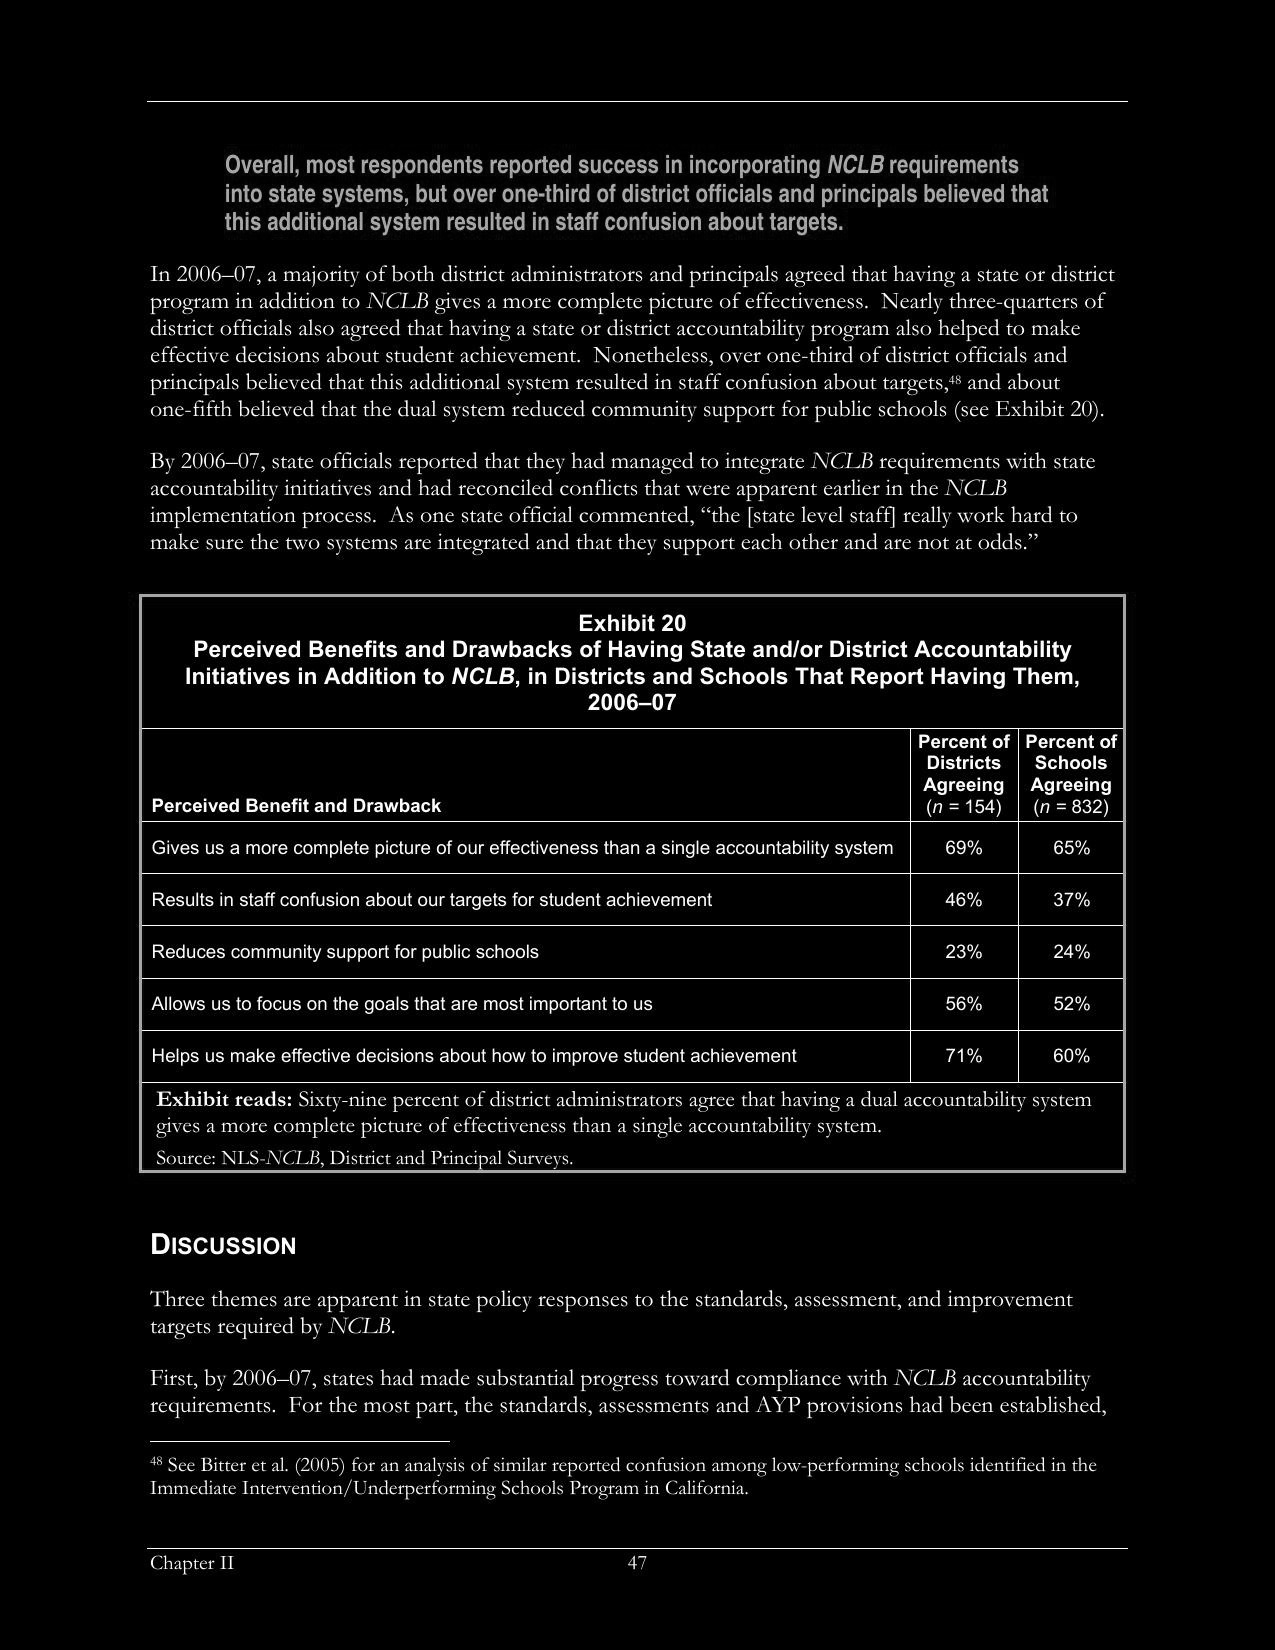 Overall, most respondents reported success in incorporating NCLB requirements
into state systems, but over one-third of district officials and principals believed that
this additional system resulted in staff confusion about targets.
In 2006–07, a majority of both district administrators and principals agreed that having a state or district
program in addition to NCLB gives a more complete picture of effectiveness.  Nearly three-quarters of
district officials also agreed that having a state or district accountability program also helped to make
effective decisions about student achievement.  Nonetheless, over one-third of district officials and
principals believed that this additional system resulted in staff confusion about targets,48 and about
one-fifth believed that the dual system reduced community support for public schools (see Exhibit 20).
By 2006–07, state officials reported that they had managed to integrate NCLB requirements with state
accountability initiatives and had reconciled conflicts that were apparent earlier in the NCLB
implementation process.  As one state official commented, “the [state level staff] really work hard to
make sure the two systems are integrated and that they support each other and are not at odds.”
Exhibit 20
Perceived Benefits and Drawbacks of Having State and/or District Accountability
Initiatives in Addition to NCLB, in Districts and Schools That Report Having Them,
2006–07
Perceived Benefit and Drawback
Percent of
Districts
Agreeing
(n = 154)
Percent of
Schools
Agreeing
(n = 832)
Gives us a more complete picture of our effectiveness than a single accountability system 69% 65%
Results in staff confusion about our targets for student achievement 46% 37%
Reduces community support for public schools 23% 24%
Allows us to focus on the goals that are most important to us 56% 52%
Helps us make effective decisions about how to improve student achievement 71% 60%
Exhibit reads: Sixty-nine percent of district administrators agree that having a dual accountability system
gives a more complete picture of effectiveness than a single accountability system.
Source: NLS-NCLB, District and Principal Surveys.
DISCUSSION
Three themes are apparent in state policy responses to the standards, assessment, and improvement
targets required by NCLB.
First, by 2006–07, states had made substantial progress toward compliance with NCLB accountability
requirements.  For the most part, the standards, assessments and AYP provisions had been established,
48 See Bitter et al. (2005) for an analysis of similar reported confusion among low-performing schools identified in the
Immediate Intervention/Underperforming Schools Program in California.
Chapter II 47